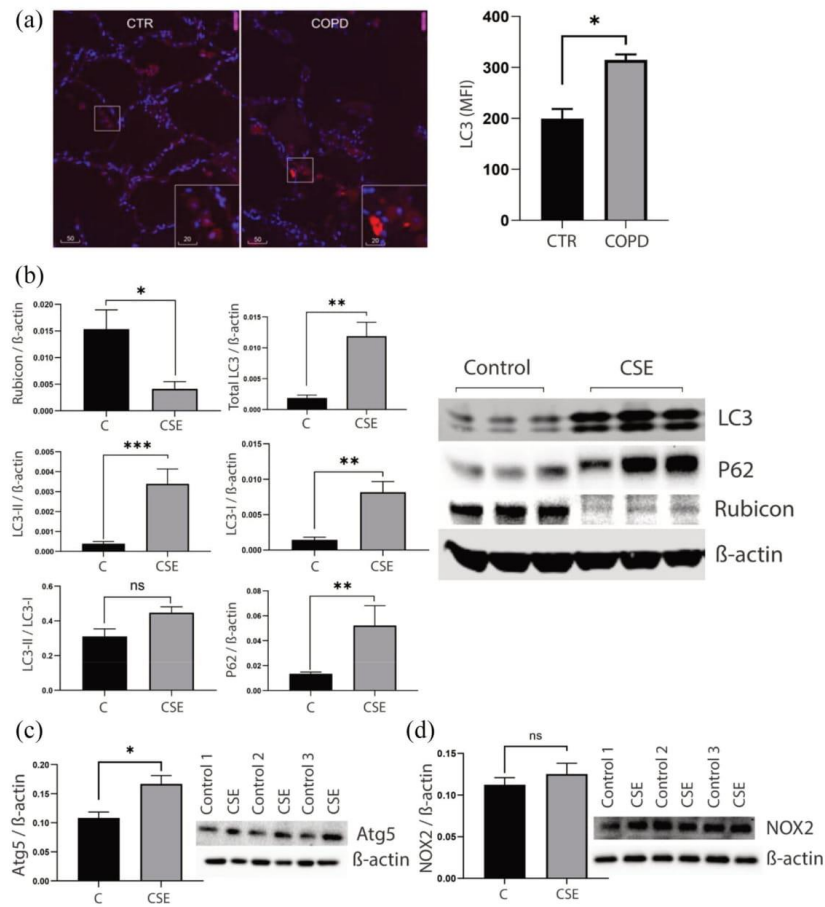 (a)
CTR
COPD
50
20
50
20
*
LC3 (MFI)
400
300
200
100
0
CTR COPD
(b)
*
Rubicon / ß-actin
0.020
0.015
0.010
0.005
0.000
C CSE
**
Total LC3 / ß-actin
0.020
0.015
0.010
0.005
0.000
C CSE
***
LC3-II / ß-actin
0.005
0.004
0.003
0.002
0.001
0.000
C CSE
**
LC3-I / ß-actin
0.015
0.010
0.005
0.000
C CSE
ns
LC3-II / LC3-I
0.6
0.4
0.2
0.0
C CSE
**
P62 / ß-actin
0.08
0.06
0.04
0.02
0.00
C CSE
Control CSE
LC3
P62
Rubicon
ß-actin
(c)
*
Atg5 / ß-actin
0.20
0.15
0.10
0.05
0.00
C CSE
Control 1
CSE
Control 2
CSE
Control 3
CSE
Atg5
ß-actin
(d)
ns
NOX2 / ß-actin
0.15
0.10
0.05
0.00
C CSE
Control 1
CSE
Control 2
CSE
Control 3
CSE
NOX2
ß-actin